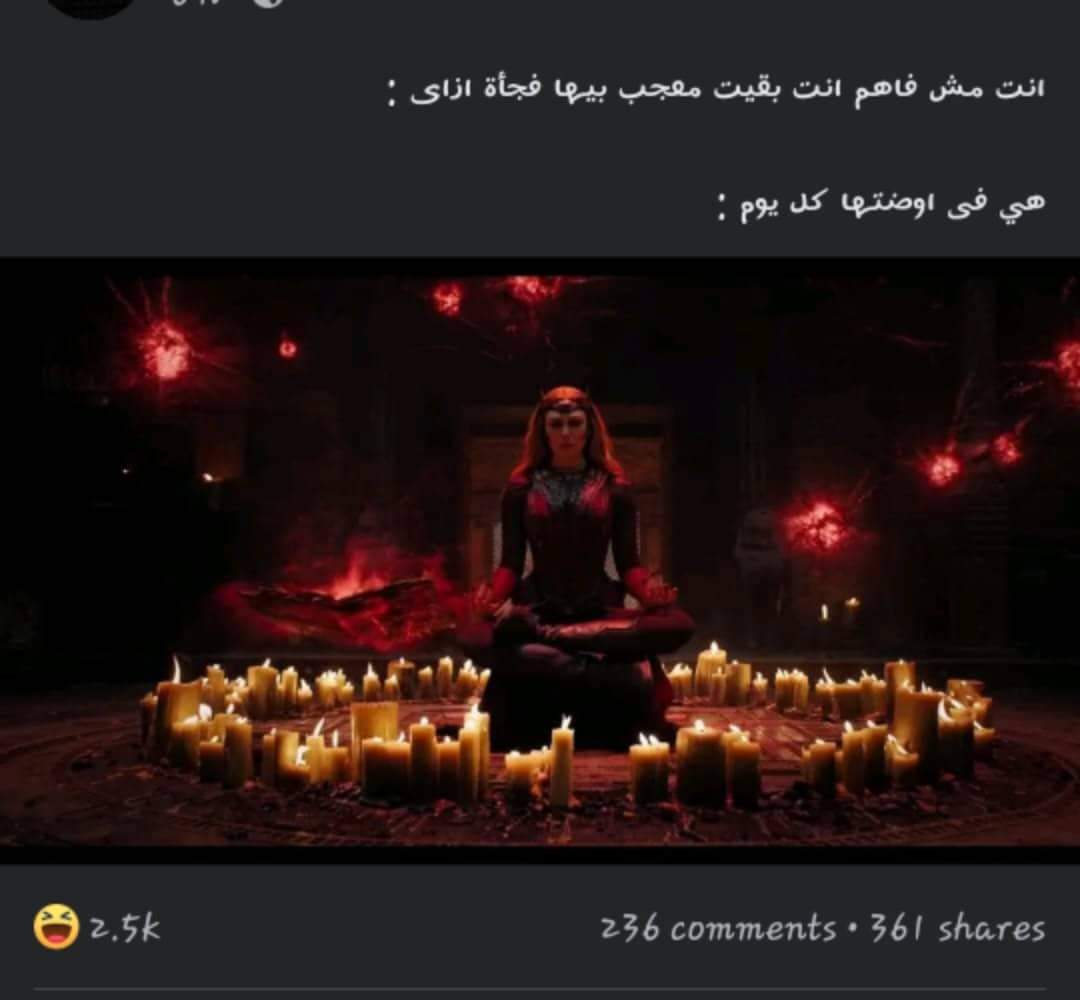 انت مش فاهم انت بقيت معجب بيها فجأة ازاى :
هي فى اوضتها كل يوم :
2.5k
236 comments • 361 shares